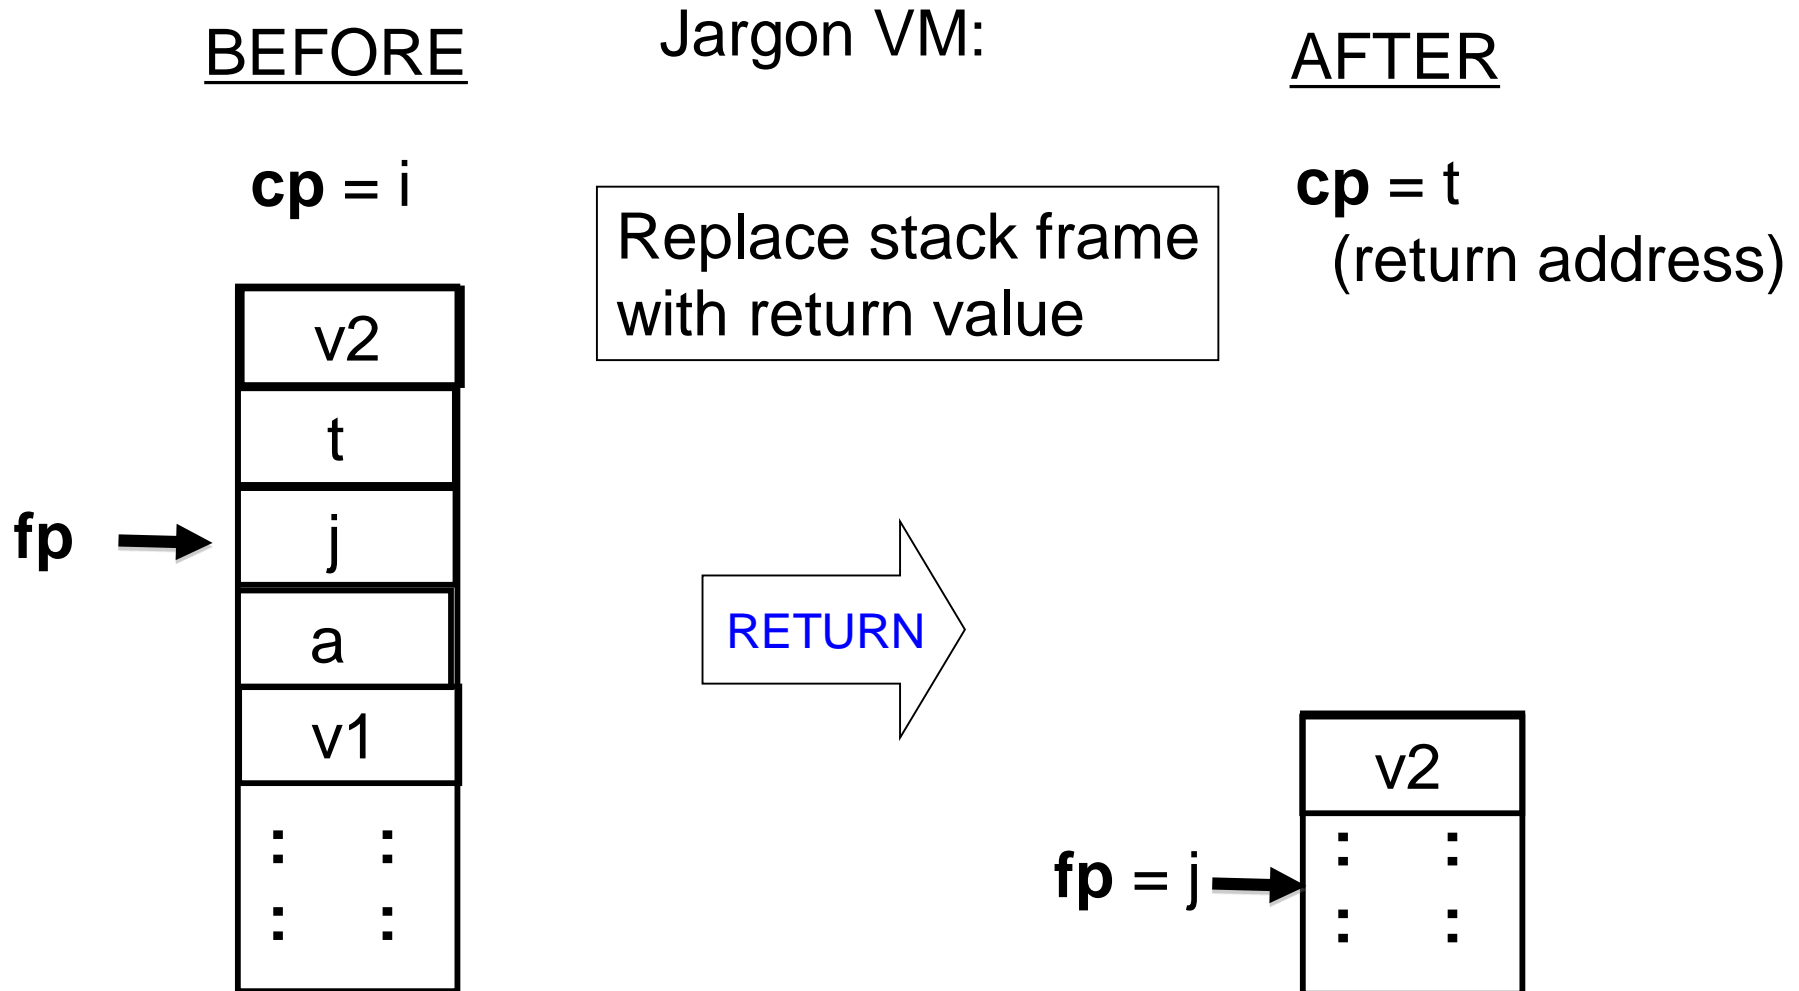 BEFORE
Jargon VM:
AFTER
cp = i
Replace stack frame
with return value
cp = t
(return address)
v2
t
fp
j
a
v1
: :
: :
RETURN
v2
fp = j
: :
: :